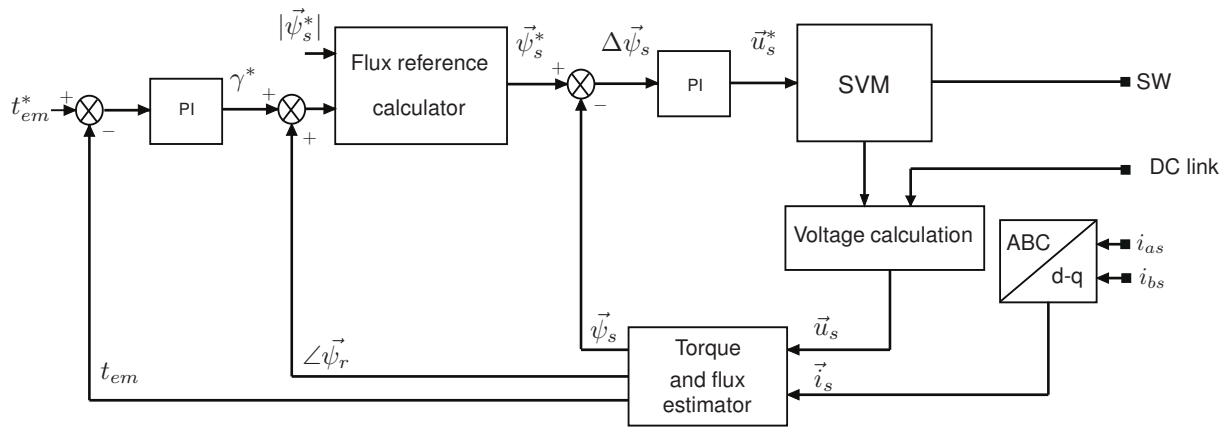 |ψ⃗s*|
Flux reference
calculator
ψ⃗s*
Δψ⃗s
u⃗s*
SVM
SW
t*em
+
−
PI
γ*
+
+
+
−
PI
DC link
Voltage calculation
ABC
d-q
ias
ibs
ψ⃗s
u⃗s
∠ψ⃗r
Torque
and flux
estimator
tem
i⃗s